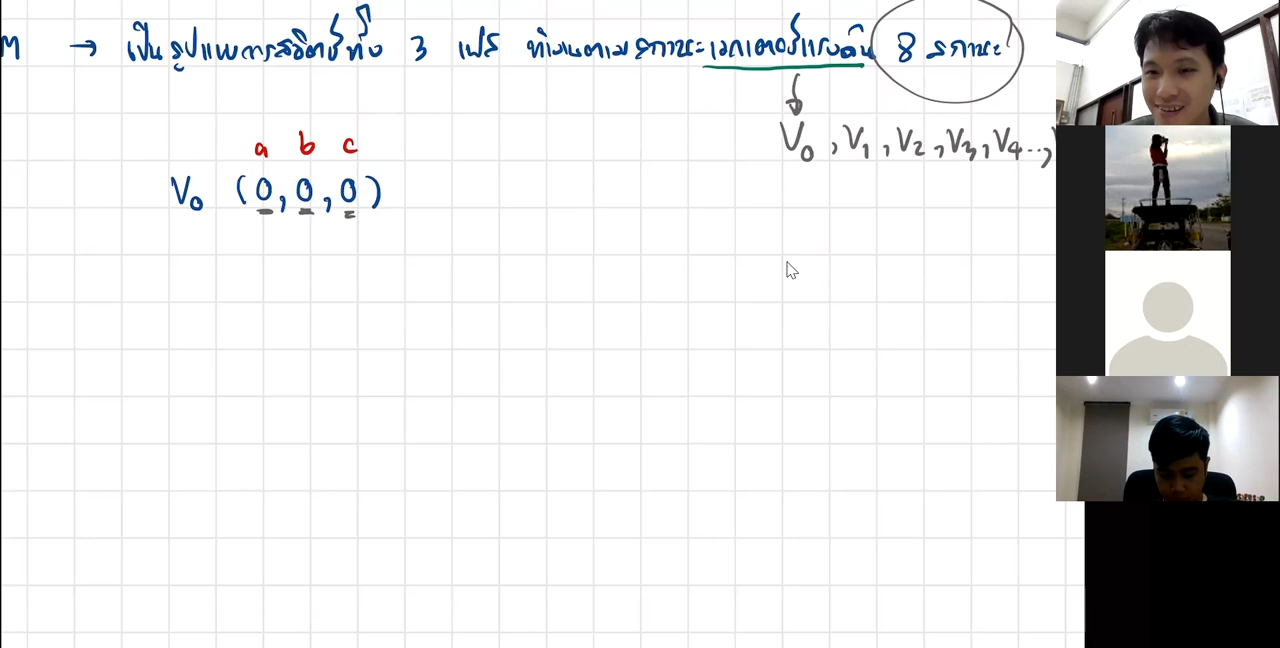 M → เป็นรูปแบบการสวิตช์ทั้ง 3 เฟส ทำงานตามสถานะเวกเตอร์แรงดัน 8 สถานะ
V₀ , V₁ , V₂ , V₃ , V₄ .. ,
a b c
V₀ (0, 0, 0)